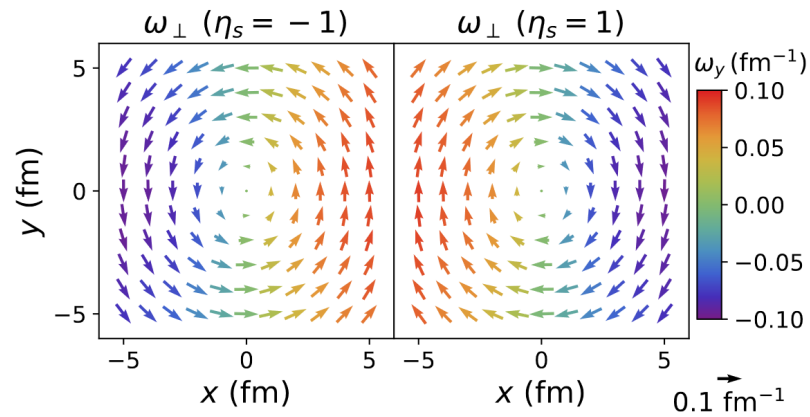 ω⊥ (ηs = −1)
ω⊥ (ηs = 1)
ωy (fm⁻¹)
5
0
−5
y (fm)
−5 0 5
−5 0 5
x (fm)
x (fm)
0.10
0.05
0.00
−0.05
−0.10
0.1 fm⁻¹